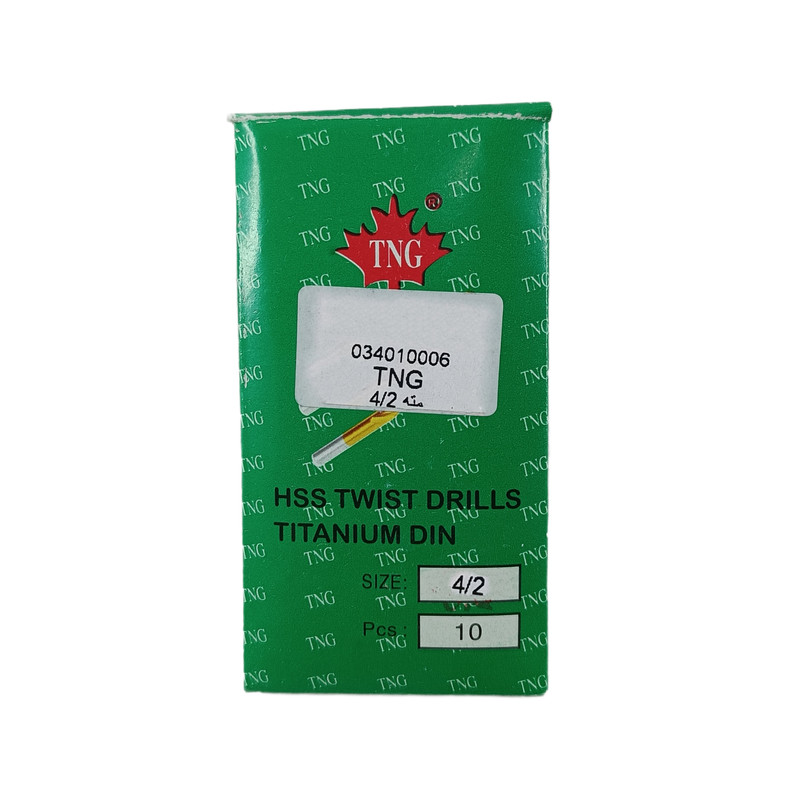 TNG ®
034010006
TNG
مته 4/2
HSS TWIST DRILLS
TITANIUM DIN
SIZE: 4/2
Pcs: 10